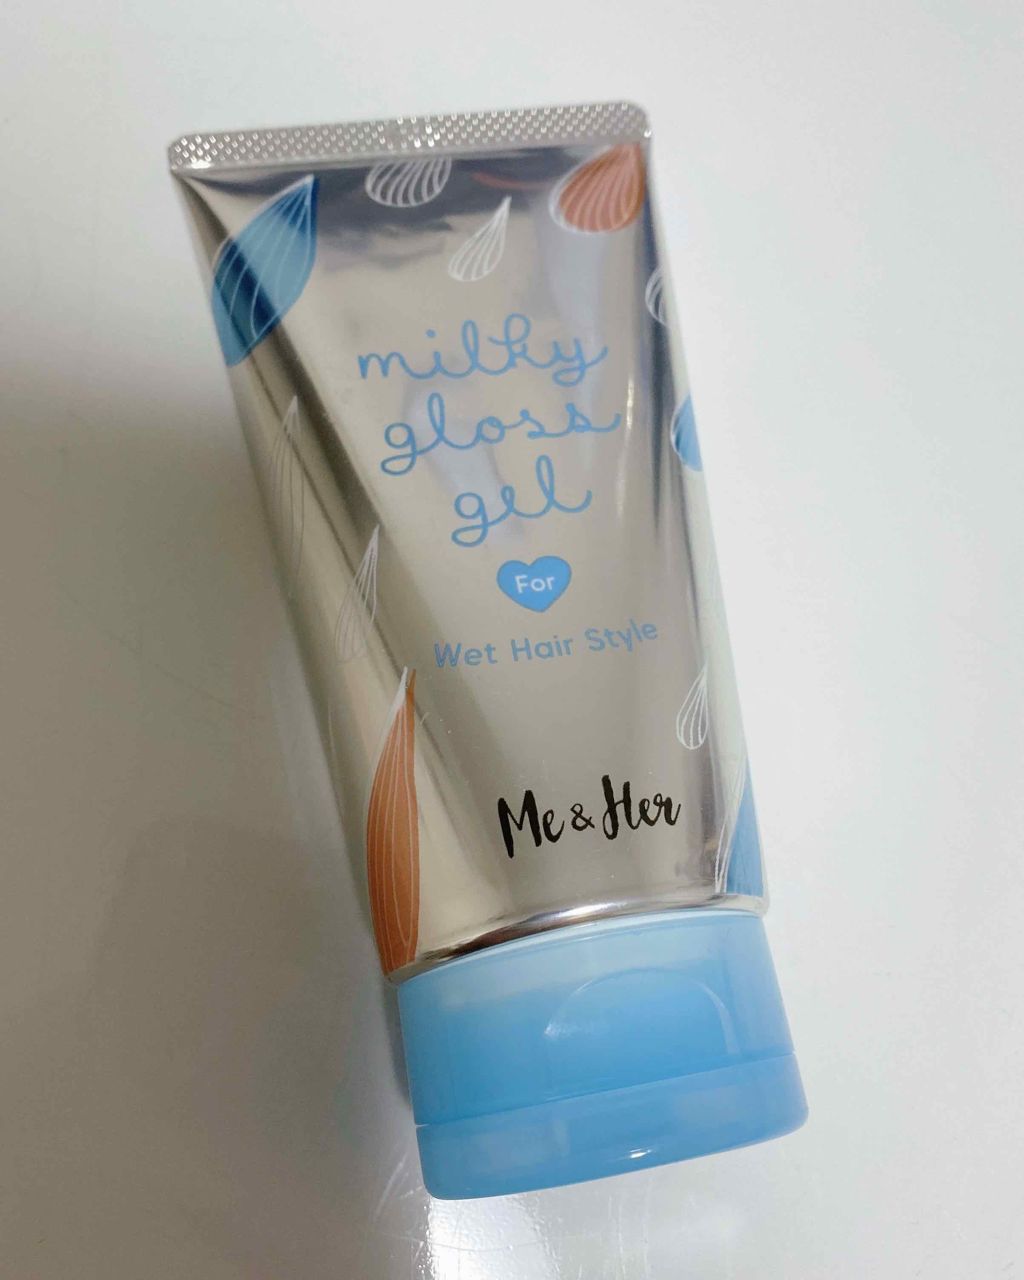 milky
gloss
gel
For
Wet Hair Style
Me & Her